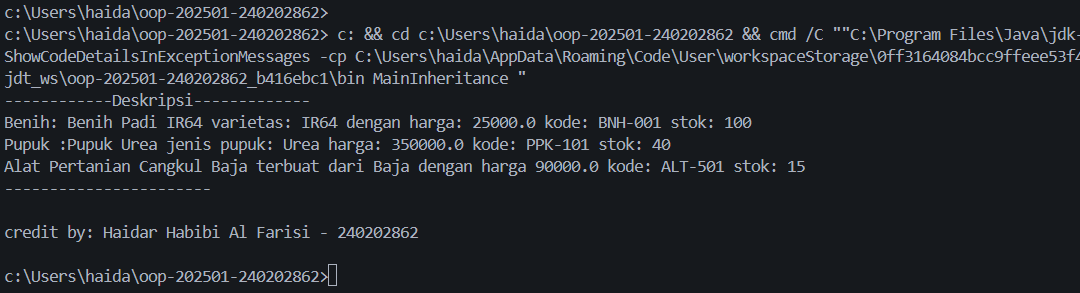 c:\Users\haida\oop-202501-240202862>
c:\Users\haida\oop-202501-240202862> c: && cd c:\Users\haida\oop-202501-240202862 && cmd /C ""C:\Program Files\Java\jdk-
ShowCodeDetailsInExceptionMessages -cp C:\Users\haida\AppData\Roaming\Code\User\workspaceStorage\0ff3164084bcc9ffeee53f4
jdt_ws\oop-202501-240202862_b416ebc1\bin MainInheritance "
------------Deskripsi-------------
Benih: Benih Padi IR64 varietas: IR64 dengan harga: 25000.0 kode: BNH-001 stok: 100
Pupuk :Pupuk Urea jenis pupuk: Urea harga: 350000.0 kode: PPK-101 stok: 40
Alat Pertanian Cangkul Baja terbuat dari Baja dengan harga 90000.0 kode: ALT-501 stok: 15
-----------------------
credit by: Haidar Habibi Al Farisi - 240202862
c:\Users\haida\oop-202501-240202862>